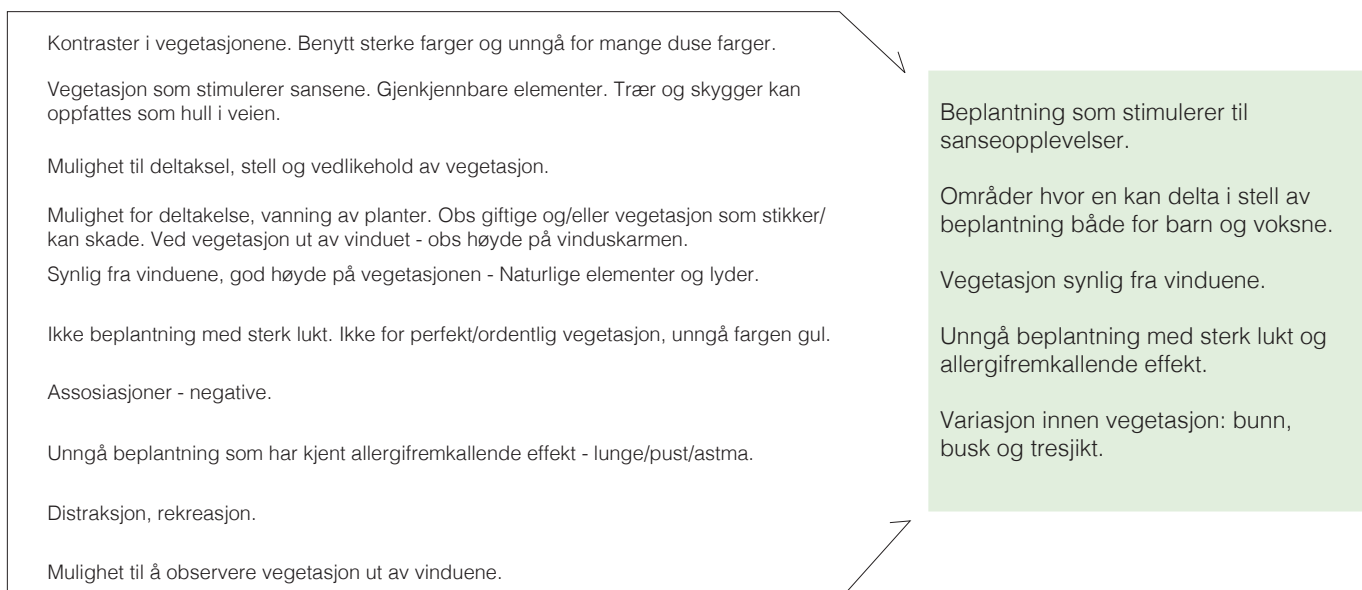 Kontraster i vegetasjonene. Benytt sterke farger og unngå for mange duse farger.
Vegetasjon som stimulerer sansene. Gjenkjennbare elementer. Trær og skygger kan
oppfattes som hull i veien.
Mulighet til deltaksel, stell og vedlikehold av vegetasjon.
Mulighet for deltakelse, vanning av planter. Obs giftige og/eller vegetasjon som stikker/
kan skade. Ved vegetasjon ut av vinduet - obs høyde på vinduskarmen.
Synlig fra vinduene, god høyde på vegetasjonen - Naturlige elementer og lyder.
Ikke beplantning med sterk lukt. Ikke for perfekt/ordentlig vegetasjon, unngå fargen gul.
Assosiasjoner - negative.
Unngå beplantning som har kjent allergifremkallende effekt - lunge/pust/astma.
Distraksjon, rekreasjon.
Mulighet til å observere vegetasjon ut av vinduene.
Beplantning som stimulerer til
sanseopplevelser.
Områder hvor en kan delta i stell av
beplantning både for barn og voksne.
Vegetasjon synlig fra vinduene.
Unngå beplantning med sterk lukt og
allergifremkallende effekt.
Variasjon innen vegetasjon: bunn,
busk og tresjikt.